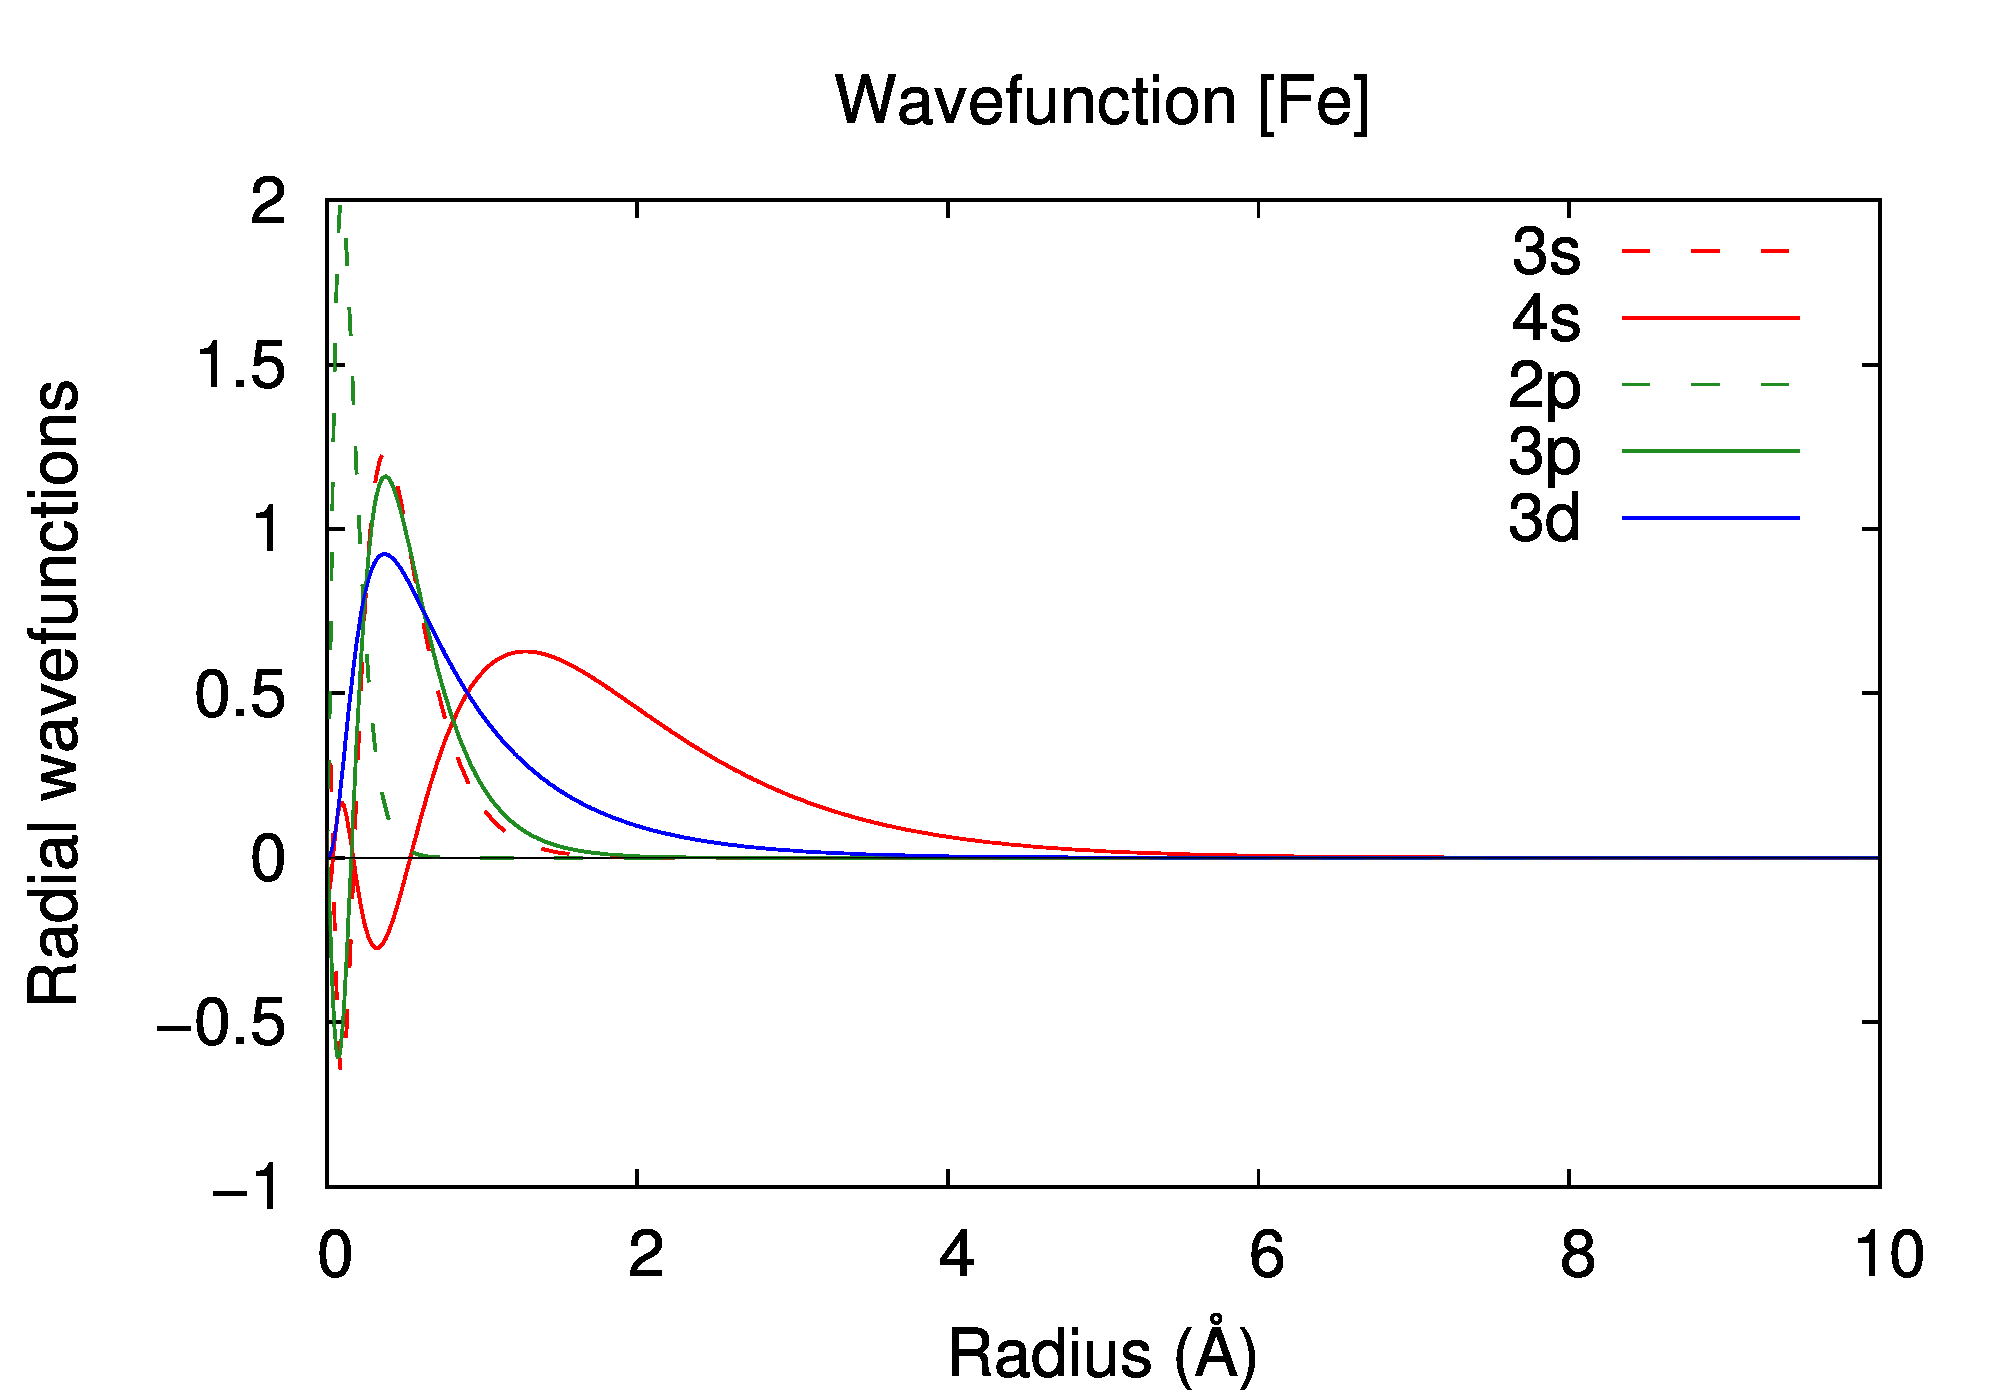 Wavefunction [Fe]
2
1.5
1
0.5
0
−0.5
−1
Radial wavefunctions
3s
4s
2p
3p
3d
0 2 4 6 8 10
Radius (Å)